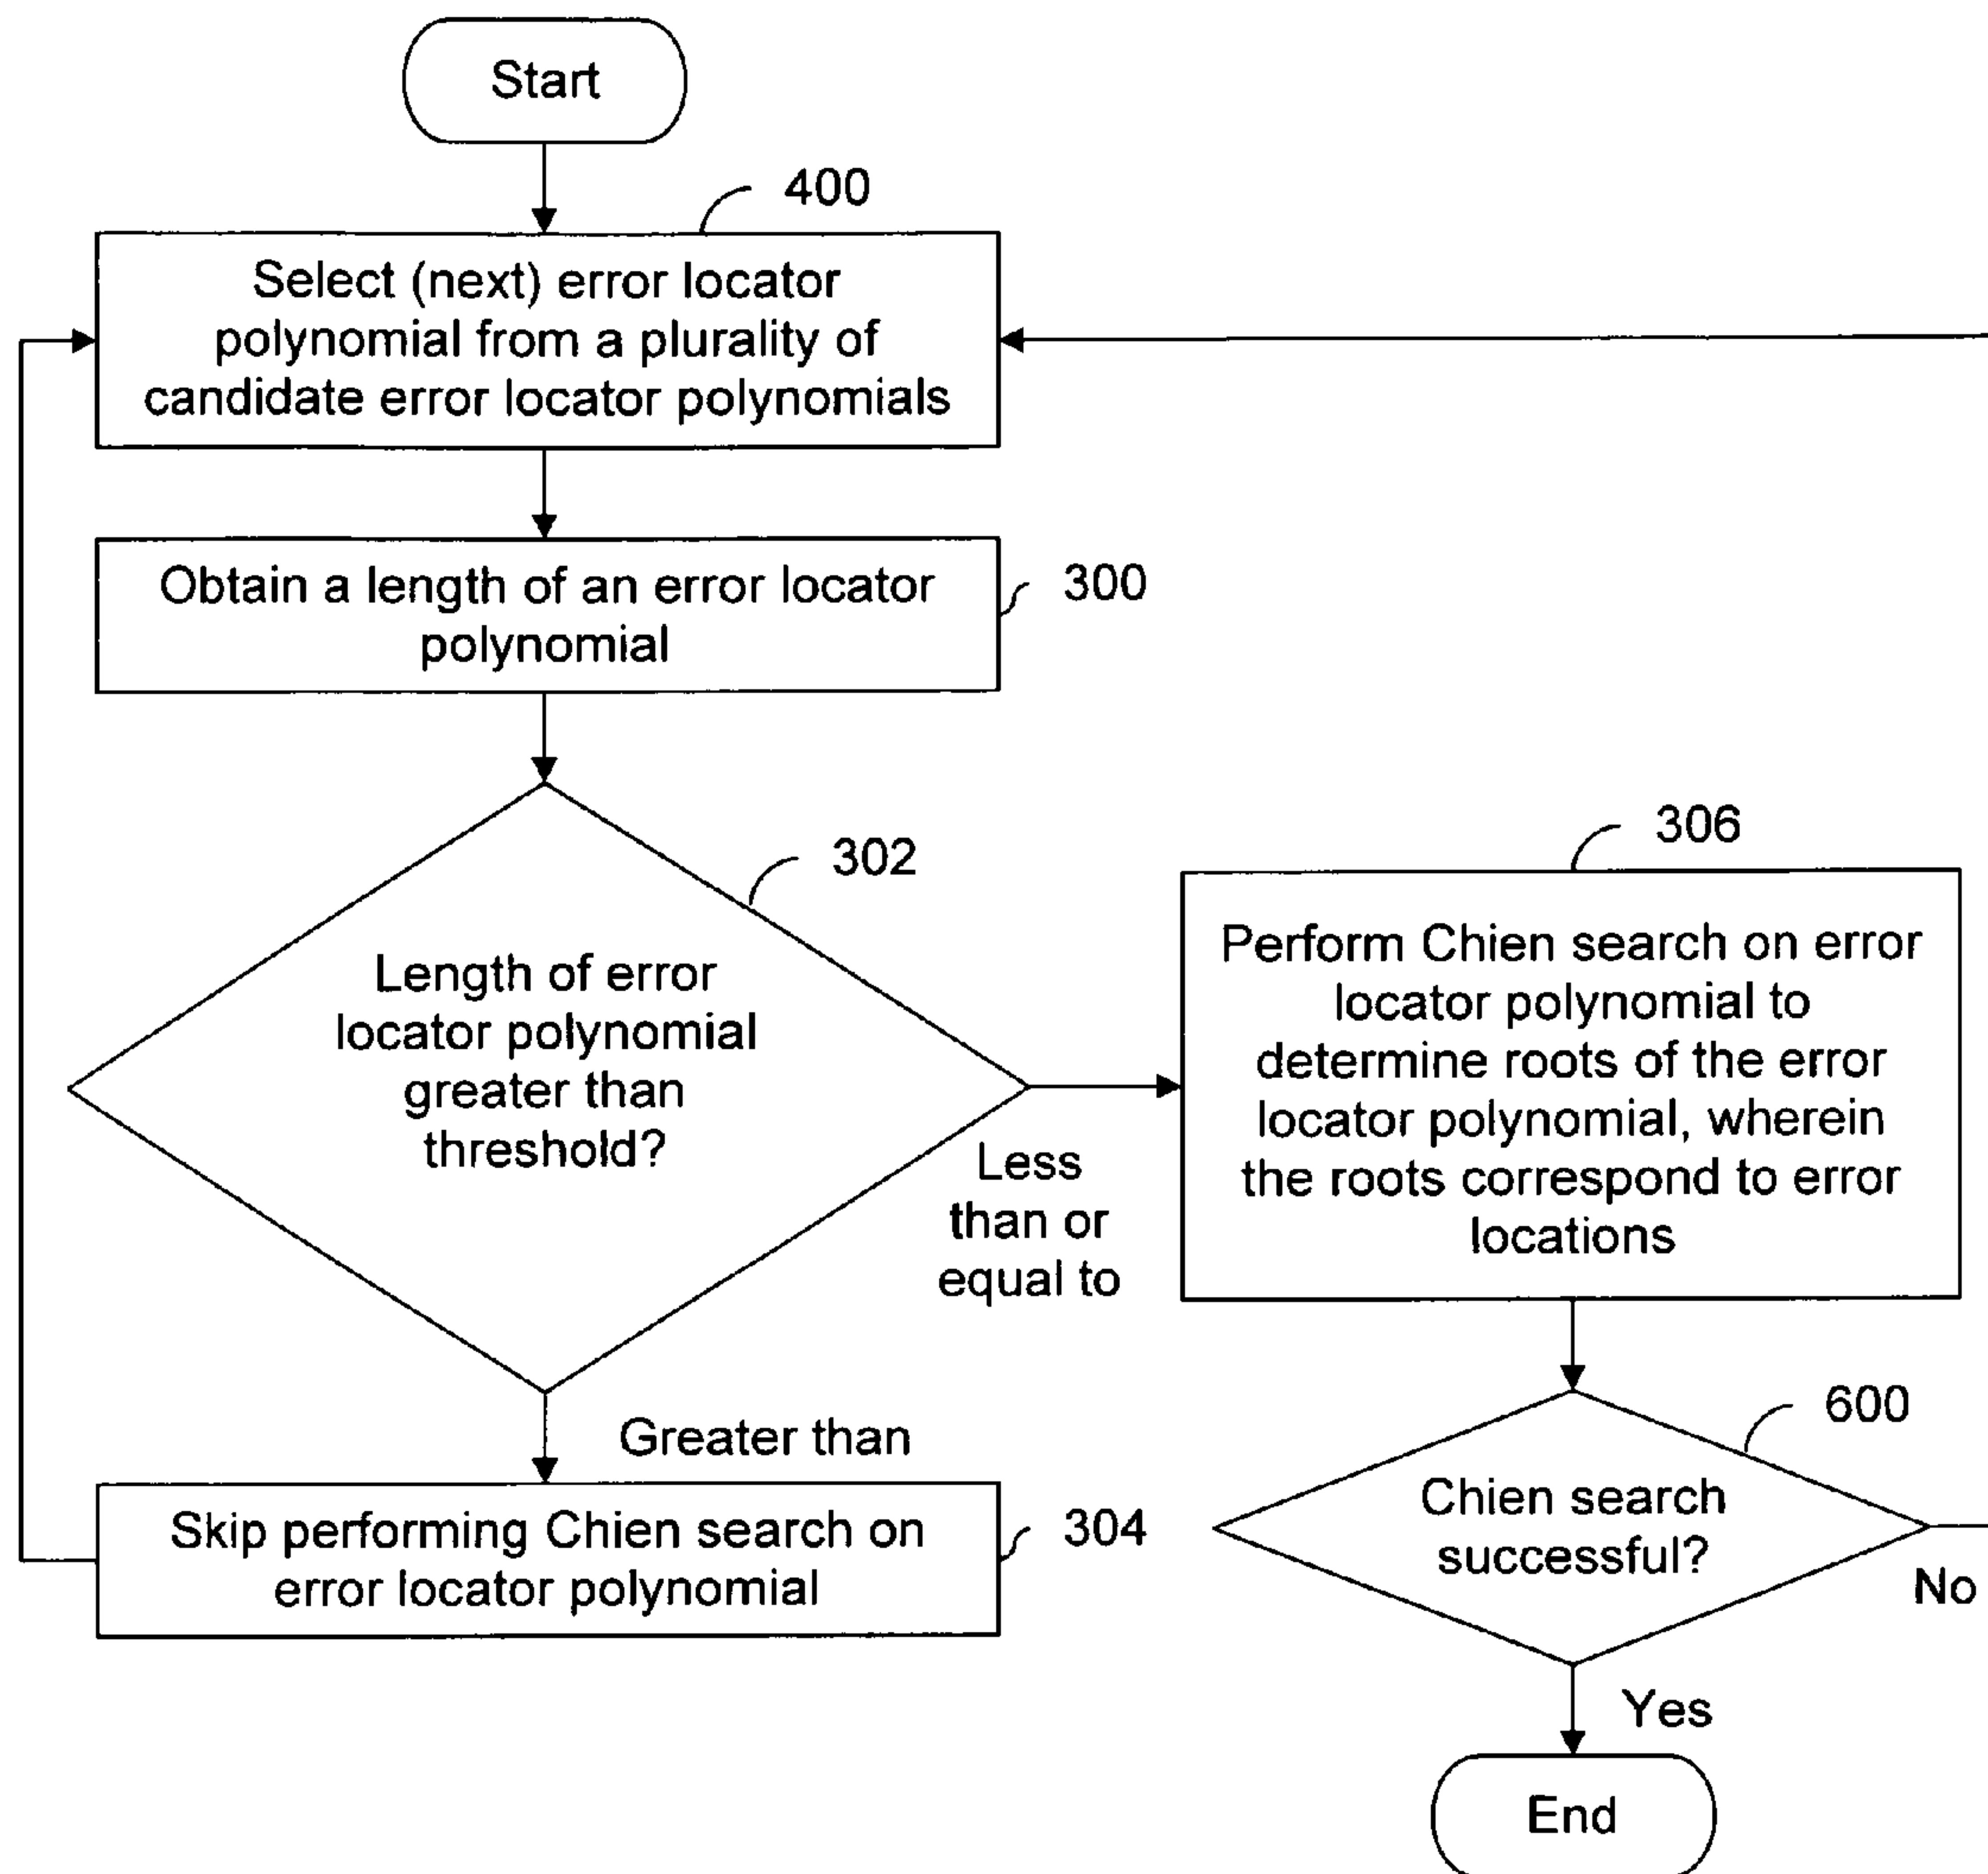 Start
400
Select (next) error locator
polynomial from a plurality of
candidate error locator polynomials
Obtain a length of an error locator
polynomial
300
302
Length of error
locator polynomial
greater than
threshold?
Less
than or
equal to
306
Perform Chien search on error
locator polynomial to
determine roots of the error
locator polynomial, wherein
the roots correspond to error
locations
Greater than
Skip performing Chien search on
error locator polynomial
304
600
Chien search
successful?
No
Yes
End